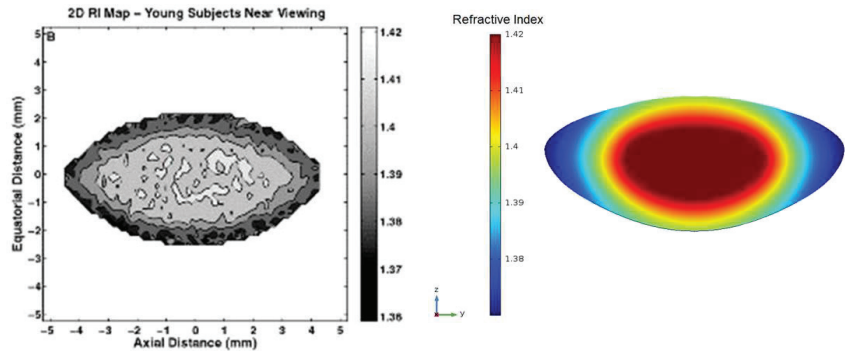 2D RI Map – Young Subjects Near Viewing
B
5
4
3
2
1
0
-1
-2
-3
-4
-5
Equatorial Distance (mm)
-5 -4 -3 -2 -1 0 1 2 3 4 5
Axial Distance (mm)
1.42
1.41
1.4
1.39
1.38
1.37
1.36
Refractive Index
1.42
1.41
1.4
1.39
1.38
z
y